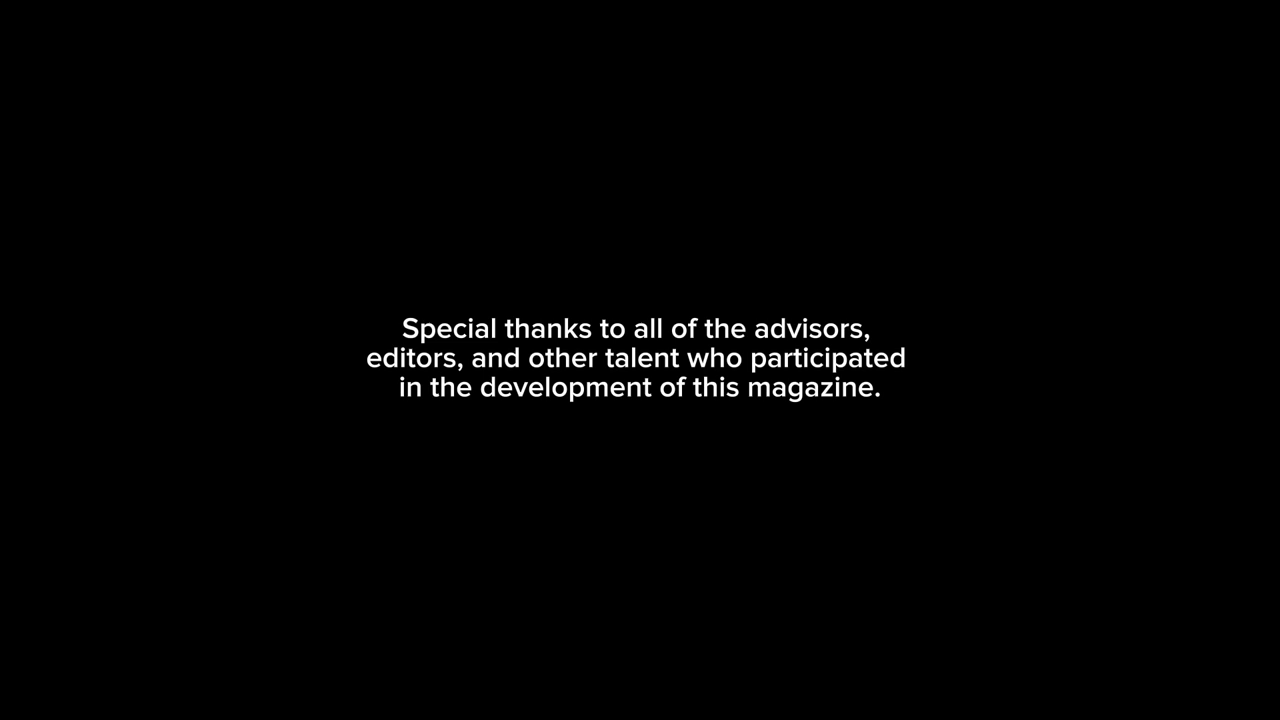 Special thanks to all of the advisors,
editors, and other talent who participated
in the development of this magazine.